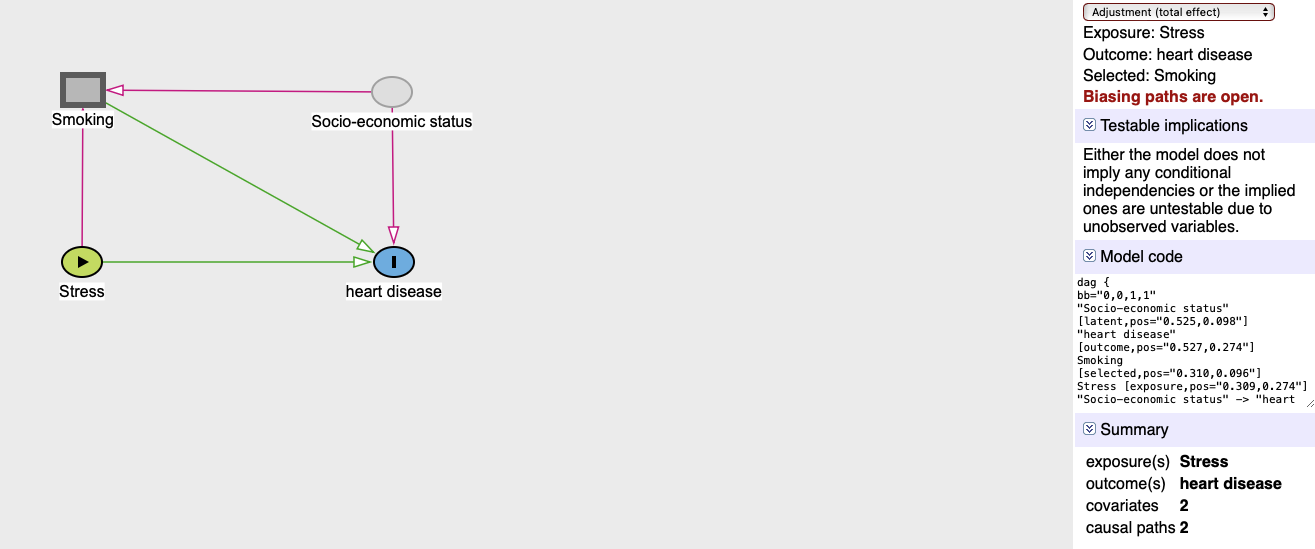 Adjustment (total effect)
Exposure: Stress
Outcome: heart disease
Selected: Smoking
Biasing paths are open.
Testable implications
Either the model does not
imply any conditional
independencies or the implied
ones are untestable due to
unobserved variables.
Model code
dag {
bb="0,0,1,1"
"Socio-economic status"
[latent,pos="0.525,0.098"]
"heart disease"
[outcome,pos="0.527,0.274"]
Smoking
[selected,pos="0.310,0.096"]
Stress [exposure,pos="0.309,0.274"]
"Socio-economic status" -> "heart
Summary
exposure(s) Stress
outcome(s) heart disease
covariates 2
causal paths 2
Smoking
Socio-economic status
Stress
heart disease